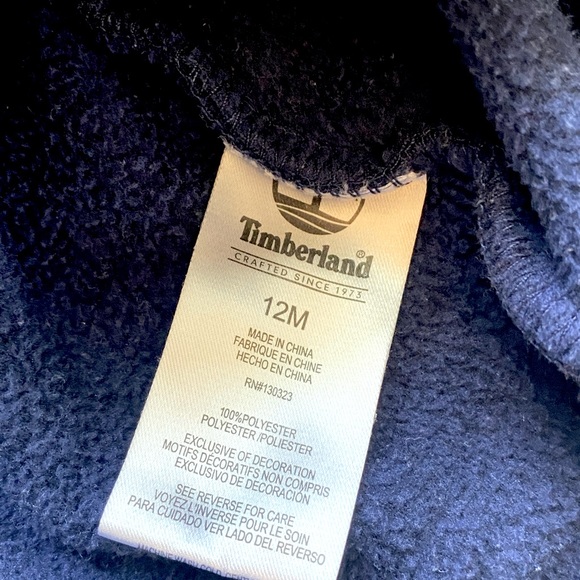 Timberland®
CRAFTED SINCE 1973
12M
MADE IN CHINA
FABRIQUE EN CHINE
HECHO EN CHINA
RN#130323
100%POLYESTER
POLYESTER /POLIESTER
EXCLUSIVE OF DECORATION
MOTIFS DÉCORATIFS NON COMPRIS
EXCLUSIVO DE DECORACIÓN
SEE REVERSE FOR CARE
VOYEZ L'INVERSE POUR LE SOIN
PARA CUIDADO VER LADO DEL REVERSO